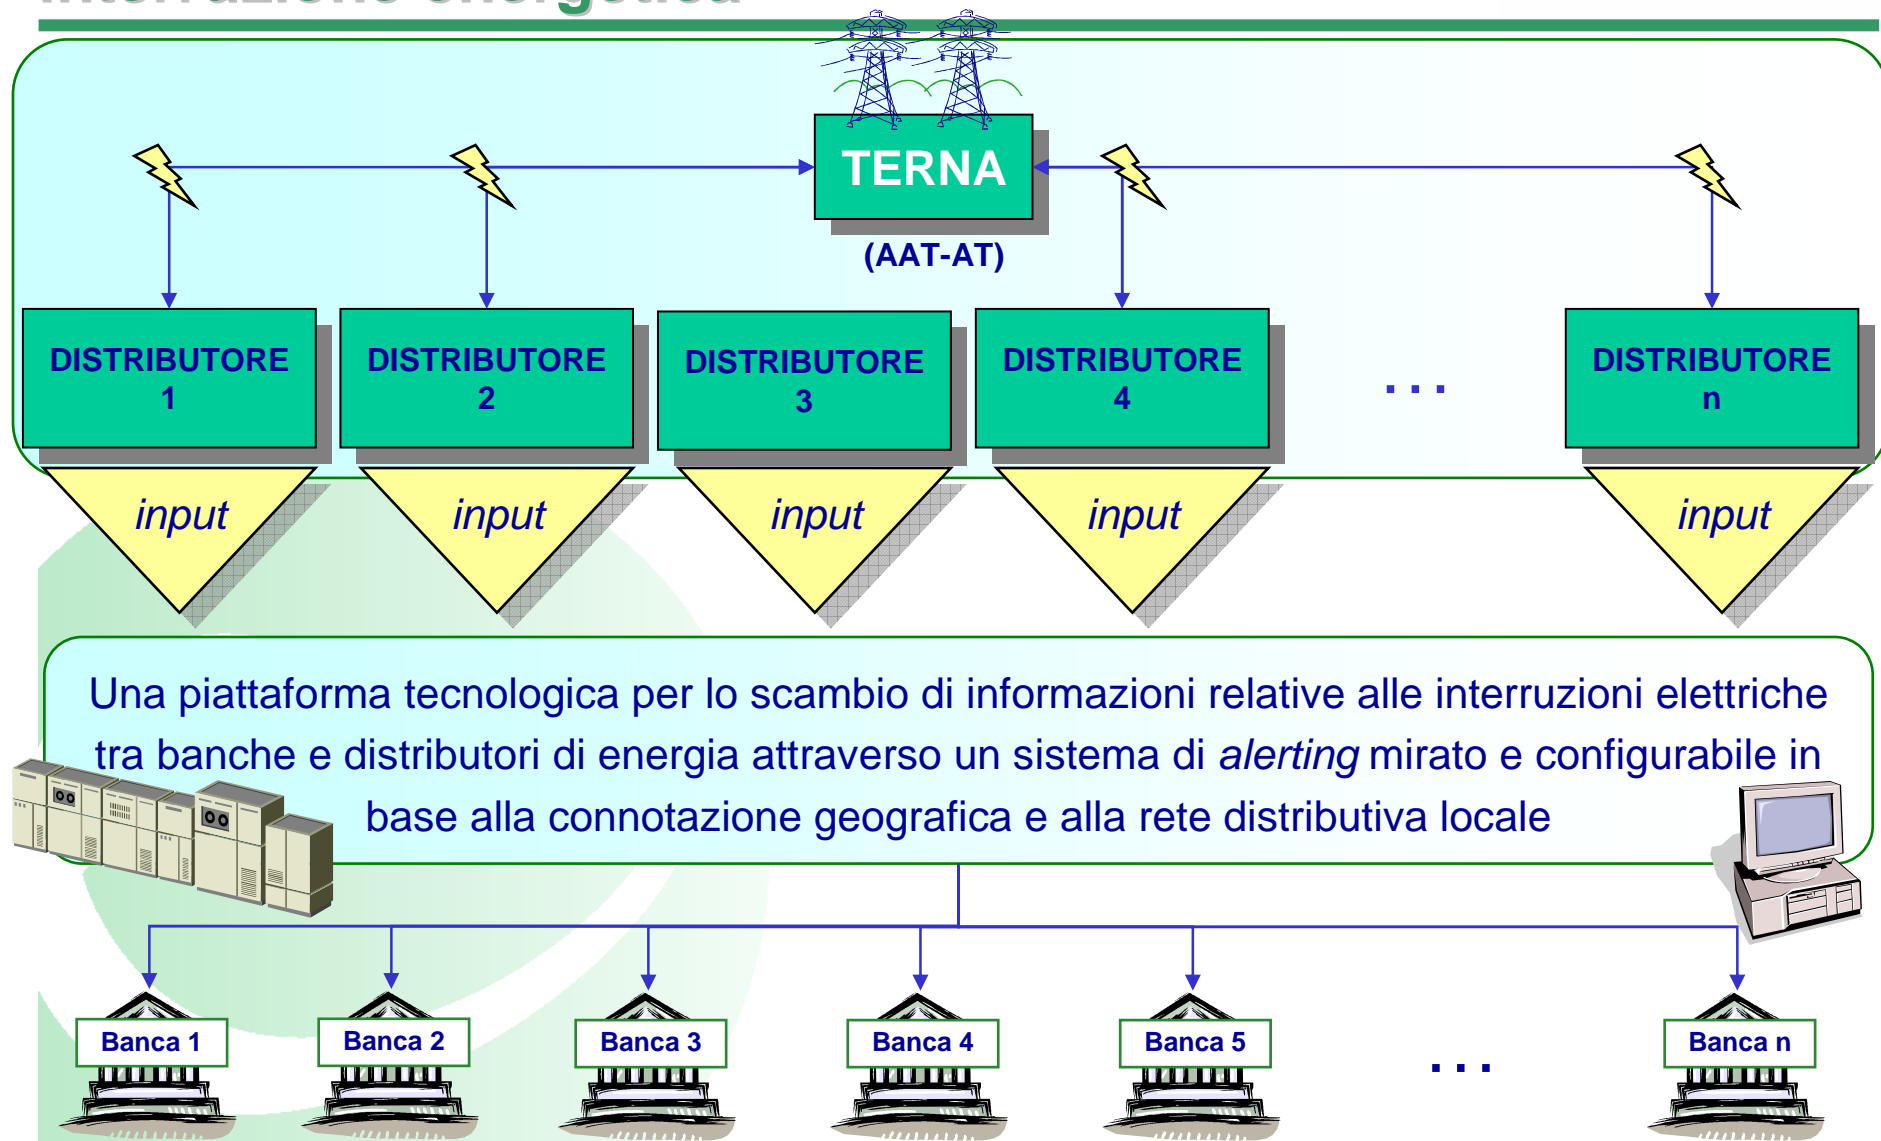 Interruzione energetica
TERNA
(AAT-AT)
DISTRIBUTORE
1
DISTRIBUTORE
2
DISTRIBUTORE
3
DISTRIBUTORE
4
...
DISTRIBUTORE
n
input
input
input
input
input
Una piattaforma tecnologica per lo scambio di informazioni relative alle interruzioni elettriche
tra banche e distributori di energia attraverso un sistema di alerting mirato e configurabile in
base alla connotazione geografica e alla rete distributiva locale
Banca 1
Banca 2
Banca 3
Banca 4
Banca 5
...
Banca n